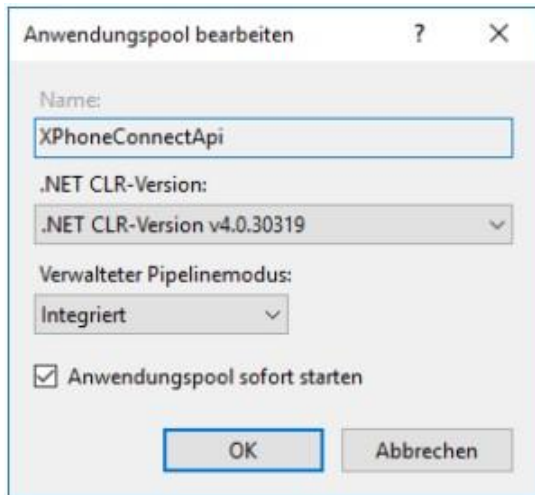 Anwendungspool bearbeiten ?
Name:
XPhoneConnectApi
.NET CLR-Version:
.NET CLR-Version v4.0.30319
Verwalteter Pipelinemodus:
Integriert
Anwendungspool sofort starten
OK Abbrechen